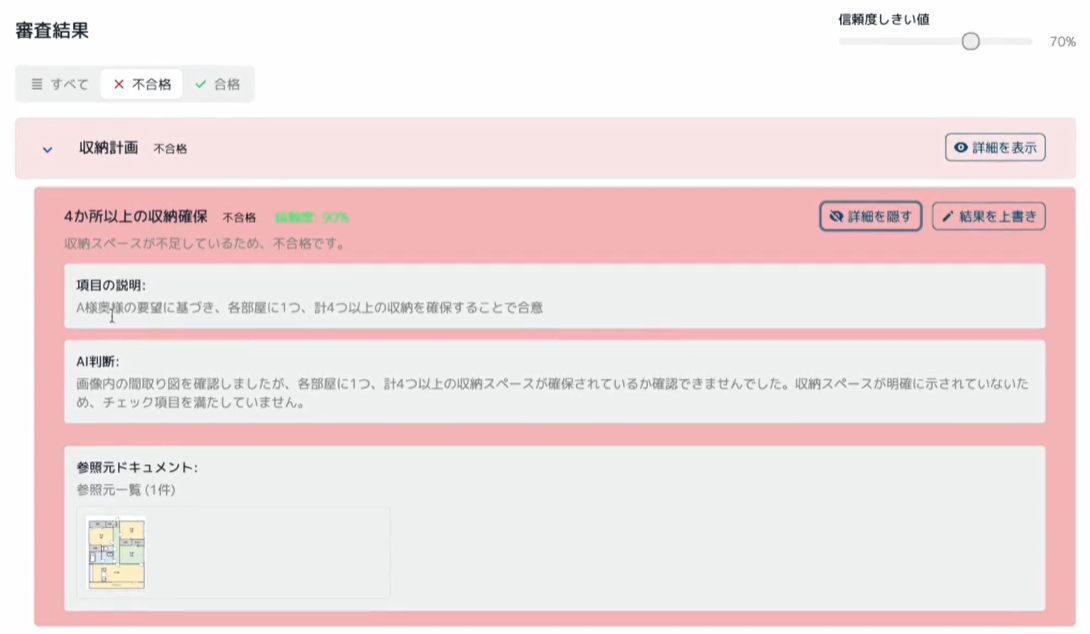 審査結果
信頼度しきい値
70%
すべて
不合格
合格
収納計画 不合格
詳細を表示
4か所以上の収納確保 不合格 信頼度: 90%
詳細を隠す
結果を上書き
収納スペースが不足しているため、不合格です。
項目の説明:
A様奥様の要望に基づき、各部屋に1つ、計4つ以上の収納を確保することで合意
AI判断:
画像内の間取り図を確認しましたが、各部屋に1つ、計4つ以上の収納スペースが確保されているか確認できませんでした。収納スペースが明確に示されていないた
め、チェック項目を満たしていません。
参照元ドキュメント:
参照元一覧 (1件)